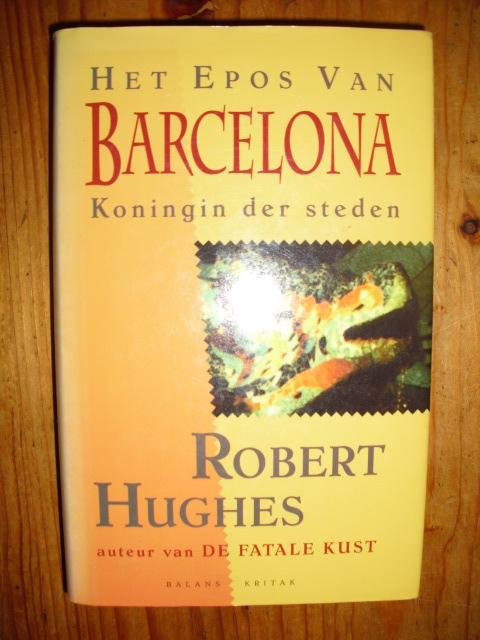 HET EPOS VAN
BARCELONA
Koningin der steden
ROBERT
HUGHES
auteur van DE FATALE KUST
BALANS KRITAK